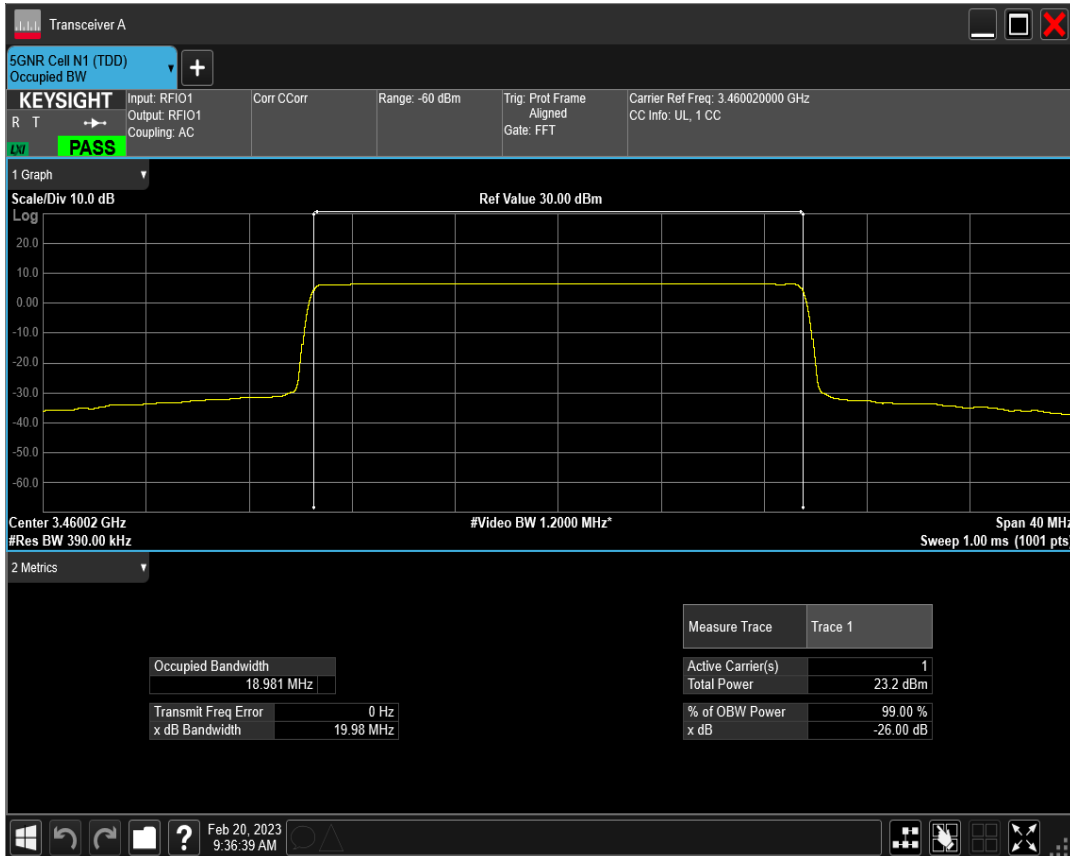 Transceiver A
5GNR Cell N1 (TDD)
Occupied BW
+
KEYSIGHT
R T
LXI
PASS
Input: RFIO1
Output: RFIO1
Coupling: AC
Corr CCorr
Range: -60 dBm
Trig: Prot Frame
Aligned
Gate: FFT
Carrier Ref Freq: 3.460020000 GHz
CC Info: UL, 1 CC
1 Graph
Scale/Div 10.0 dB
Ref Value 30.00 dBm
Log
20.0
10.0
0.00
-10.0
-20.0
-30.0
-40.0
-50.0
-60.0
Center 3.46002 GHz
#Video BW 1.2000 MHz*
Span 40 MHz
#Res BW 390.00 kHz
Sweep 1.00 ms (1001 pts)
2 Metrics
Measure Trace Trace 1
Occupied Bandwidth
18.981 MHz
Active Carrier(s) 1
Total Power 23.2 dBm
Transmit Freq Error 0 Hz
x dB Bandwidth 19.98 MHz
% of OBW Power 99.00 %
x dB -26.00 dB
?
Feb 20, 2023
9:36:39 AM